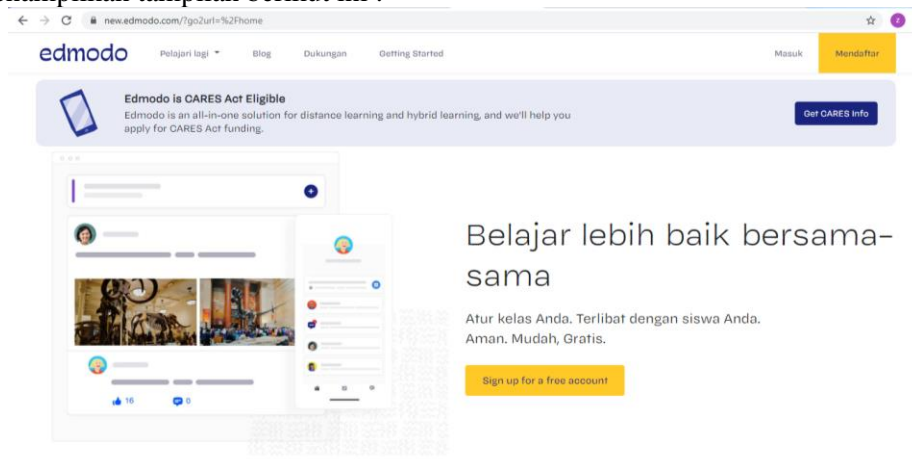 new.edmodo.com/?go2url=%2Fhome
edmodo Pelajari lagi Blog Dukungan Getting Started Masuk Mendaftar
Edmodo is CARES Act Eligible
Edmodo is an all-in-one solution for distance learning and hybrid learning, and we'll help you
apply for CARES Act funding.
Get CARES Info
Belajar lebih baik bersama-
sama
Atur kelas Anda. Terlibat dengan siswa Anda.
Aman. Mudah, Gratis.
Sign up for a free account
16 0